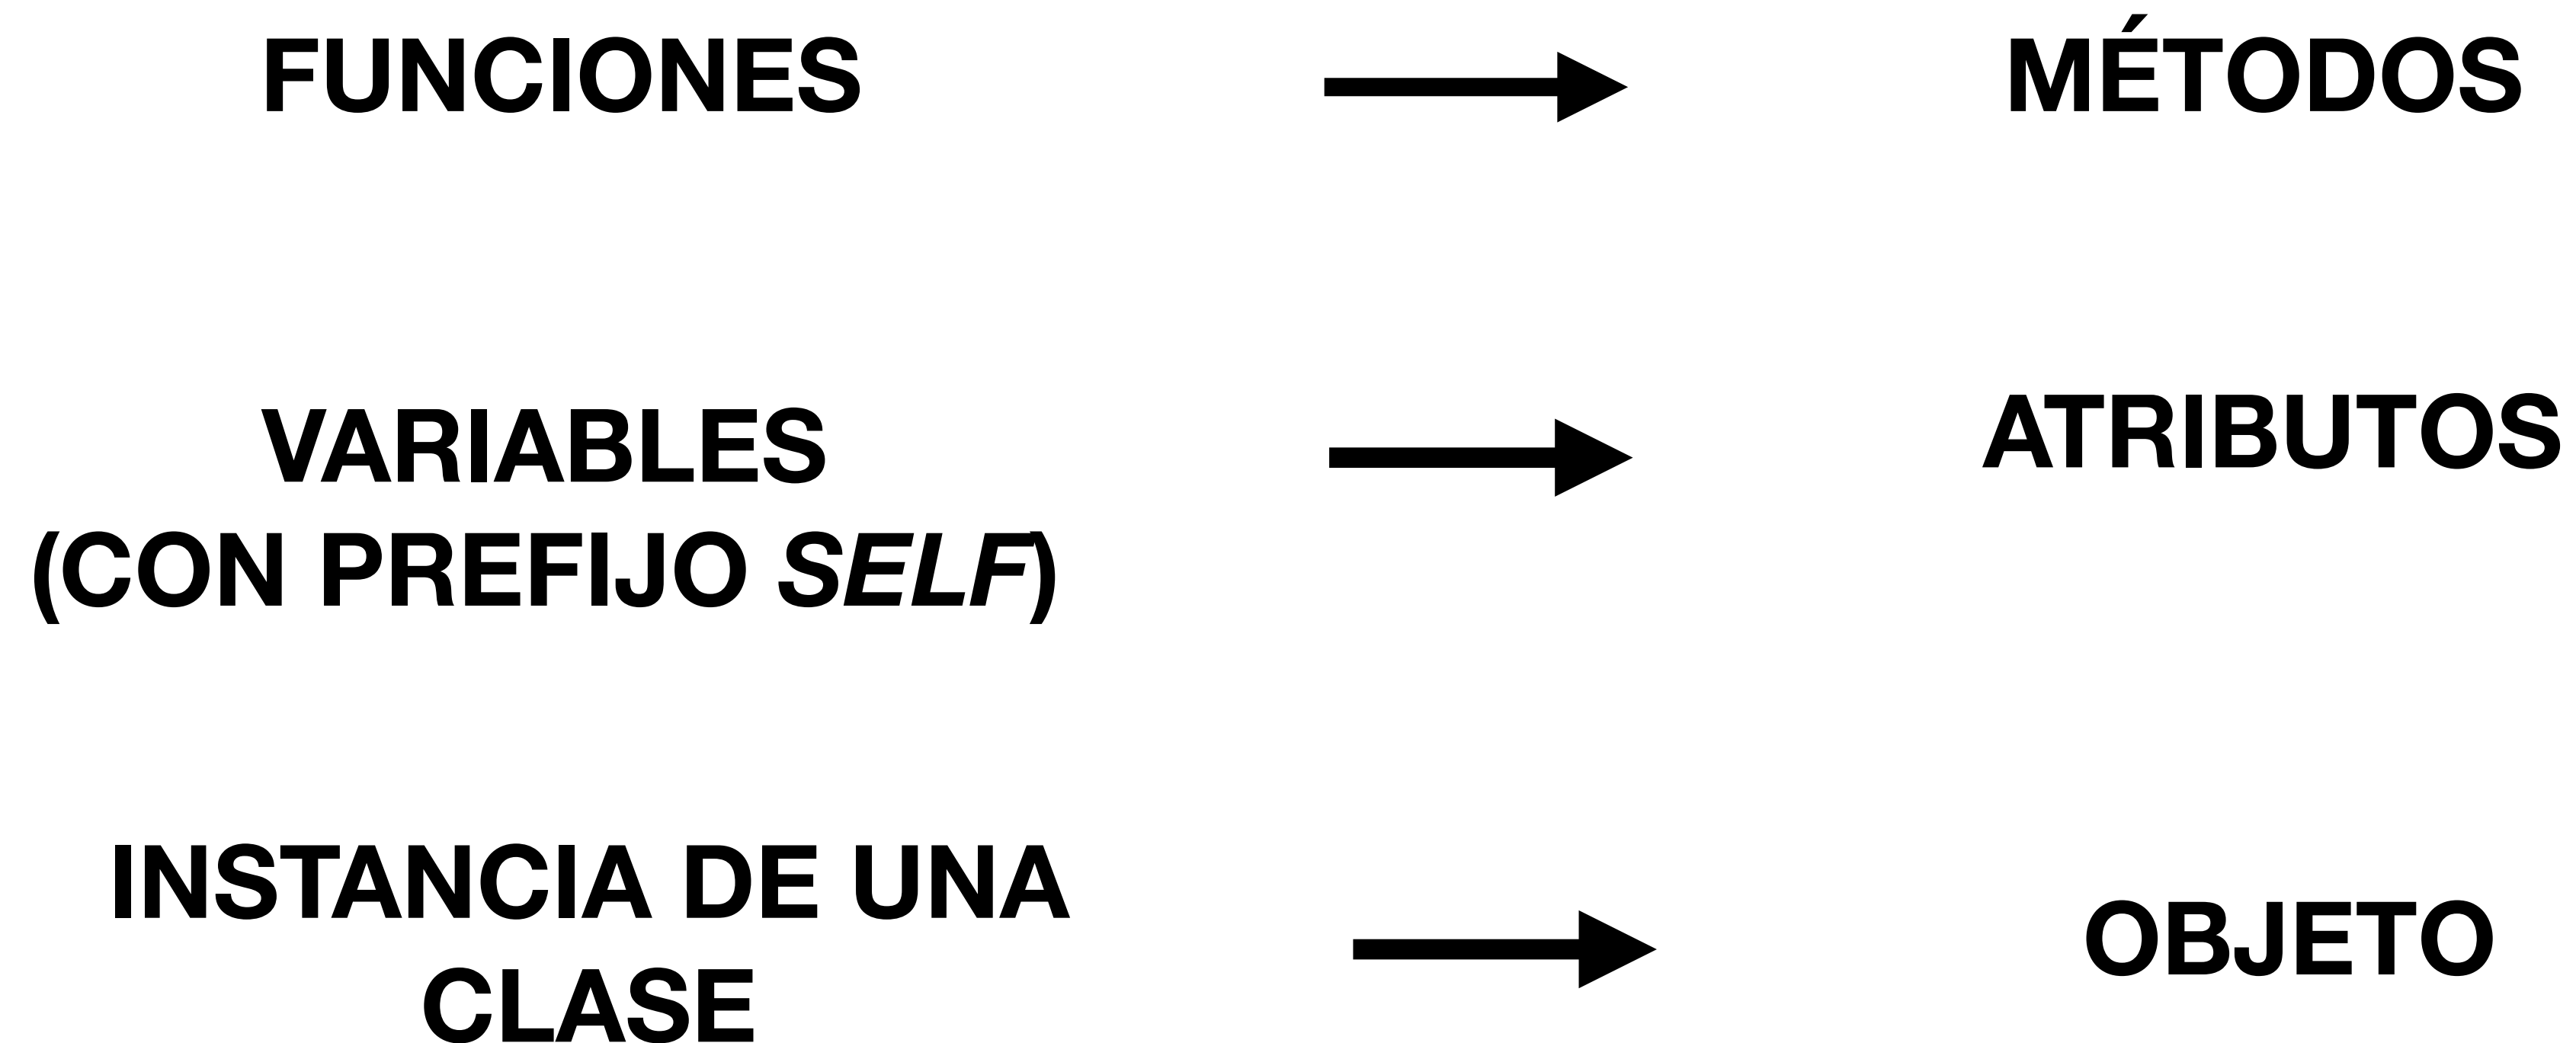 FUNCIONES
MÉTODOS
VARIABLES
(CON PREFIJO SELF)
ATRIBUTOS
INSTANCIA DE UNA
CLASE
OBJETO